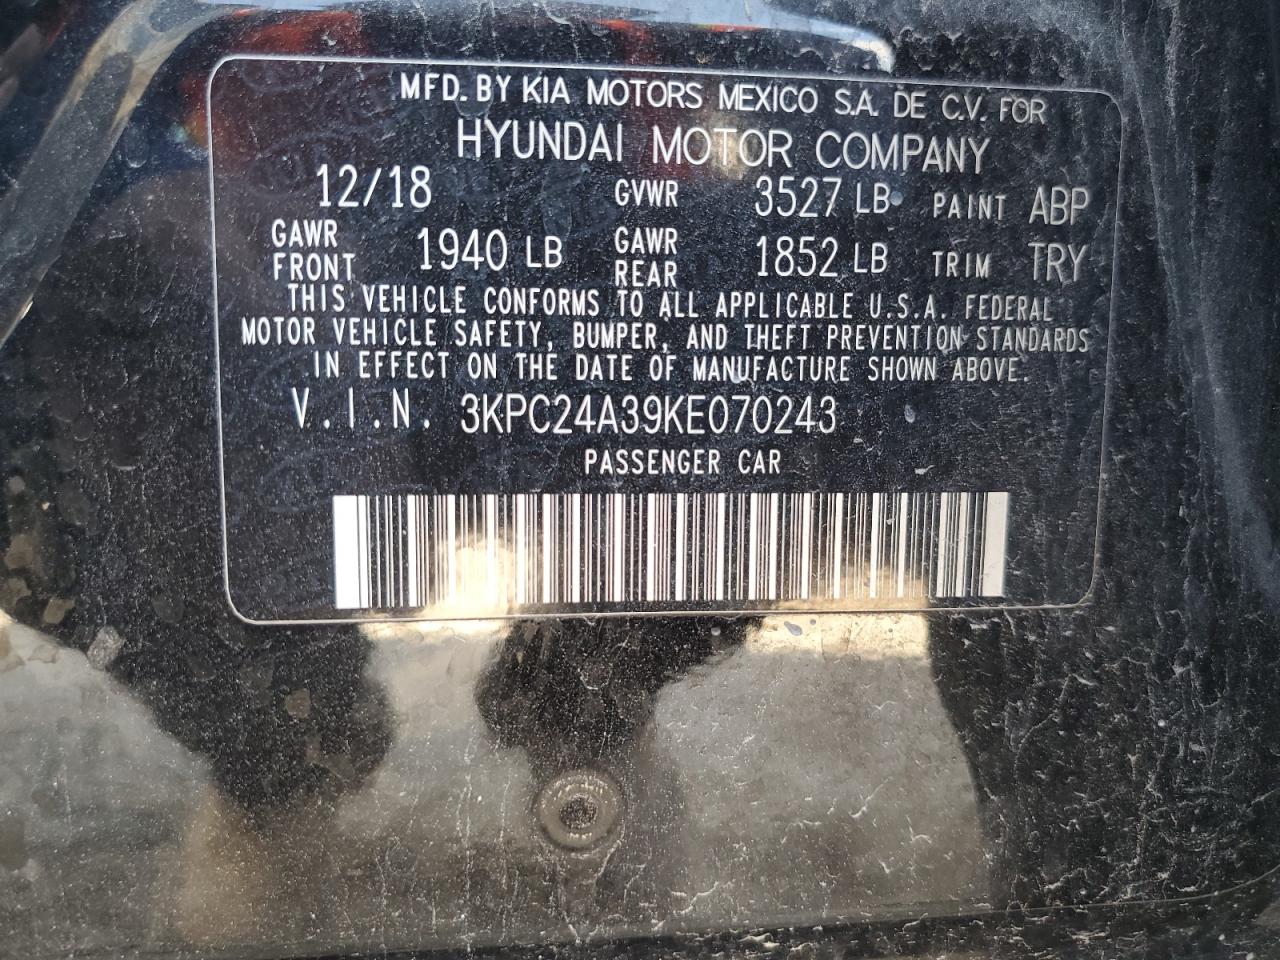 MFD. BY KIA MOTORS MEXICO S.A. DE C.V. FOR
HYUNDAI MOTOR COMPANY
12/18 GVWR 3527 LB PAINT ABP
GAWR FRONT 1940 LB GAWR REAR 1852 LB TRIM TRY
THIS VEHICLE CONFORMS TO ALL APPLICABLE U.S.A. FEDERAL
MOTOR VEHICLE SAFETY, BUMPER, AND THEFT PREVENTION STANDARDS
IN EFFECT ON THE DATE OF MANUFACTURE SHOWN ABOVE.
V.I.N. 3KPC24A39KE070243
PASSENGER CAR